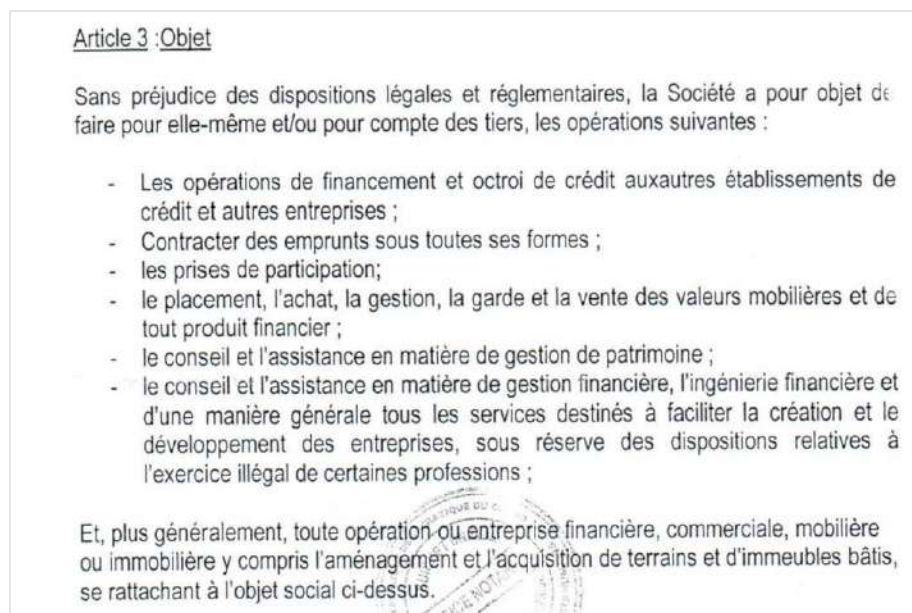 Article 3 :Objet
Sans préjudice des dispositions légales et réglementaires, la Société a pour objet de
faire pour elle-même et/ou pour compte des tiers, les opérations suivantes :
- Les opérations de financement et octroi de crédit auxautres établissements de
crédit et autres entreprises ;
- Contracter des emprunts sous toutes ses formes ;
- les prises de participation;
- le placement, l'achat, la gestion, la garde et la vente des valeurs mobilières et de
tout produit financier ;
- le conseil et l'assistance en matière de gestion de patrimoine ;
- le conseil et l'assistance en matière de gestion financière, l'ingénierie financière et
d'une manière générale tous les services destinés à faciliter la création et le
développement des entreprises, sous réserve des dispositions relatives à
l'exercice illégal de certaines professions ;
Et, plus généralement, toute opération ou entreprise financière, commerciale, mobilière
ou immobilière y compris l'aménagement et l'acquisition de terrains et d'immeubles bâtis,
se rattachant à l'objet social ci-dessus.